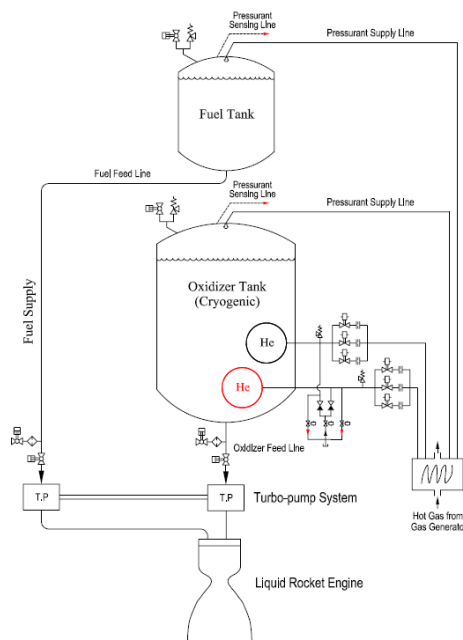 Pressurant
Sensing Line
Pressurant Supply Line
Fuel Tank
Fuel Feed Line
Pressurant
Sensing Line
Pressurant Supply Line
Oxidizer Tank
(Cryogenic)
Fuel Supply
He
He
Oxidizer Feed Line
T.P
T.P
Turbo-pump System
Hot Gas from
Gas Generator
Liquid Rocket Engine